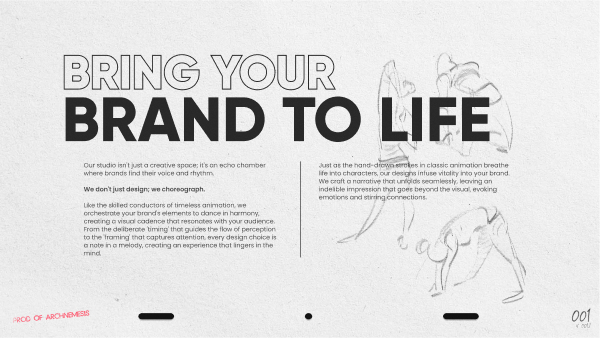 BRING YOUR
BRAND TO LIFE
Our studio isn't just a creative space; it's an echo chamber
where brands find their voice and rhythm.
We don't just design; we choreograph.
Like the skilled conductors of timeless animation, we
orchestrate your brand's elements to dance in harmony,
creating a visual cadence that resonates with your audience.
From the deliberate 'timing' that guides the flow of perception
to the 'framing' that captures attention, every design choice is
a note in a melody, creating an experience that lingers in the
mind.
Just as the hand-drawn strokes in classic animation breathe
life into characters, our designs infuse vitality into your brand.
We craft a narrative that unfolds seamlessly, leaving an
indelible impression that goes beyond the visual, evoking
emotions and stirring connections.
PROD OF ARCHNEMESIS
001